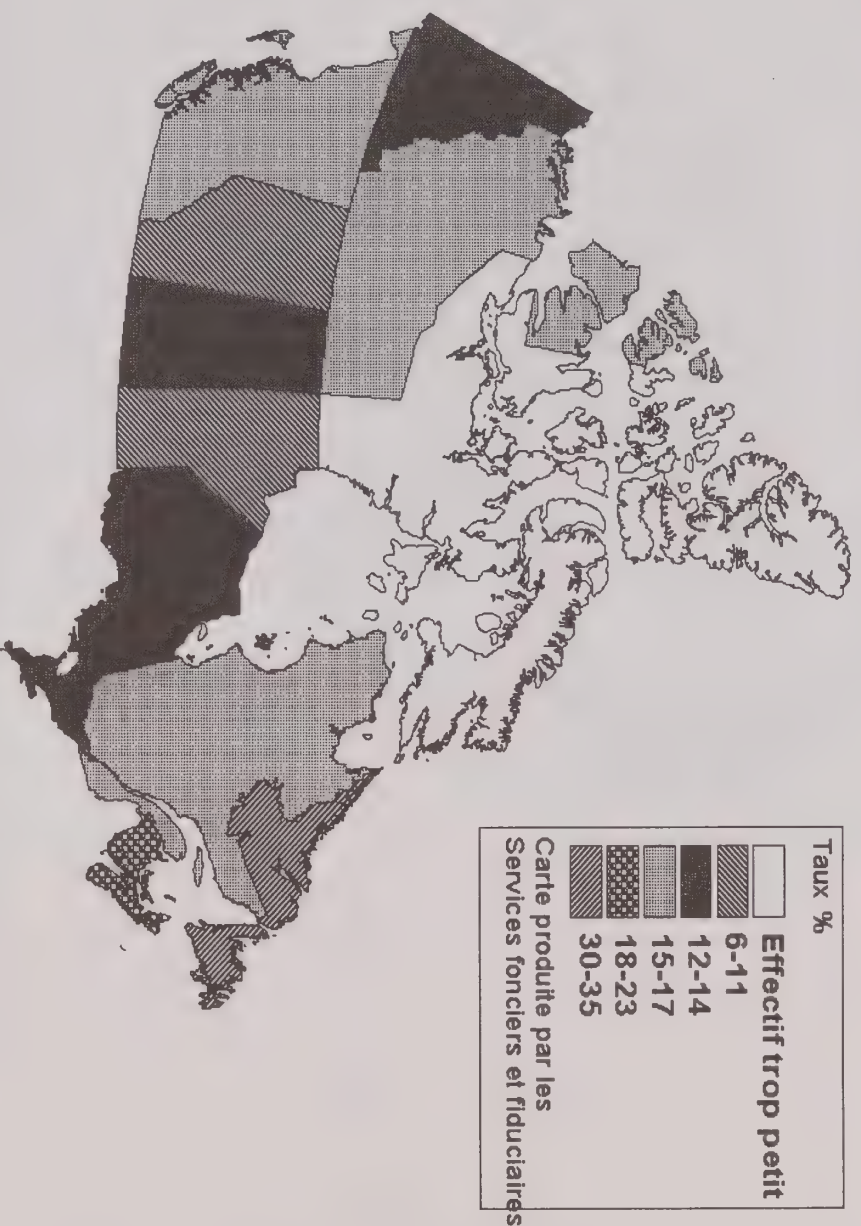 Taux %
Effectif trop petit
6-11
12-14
15-17
18-23
30-35
Carte produite par les
Services fonciers et fiduciaires